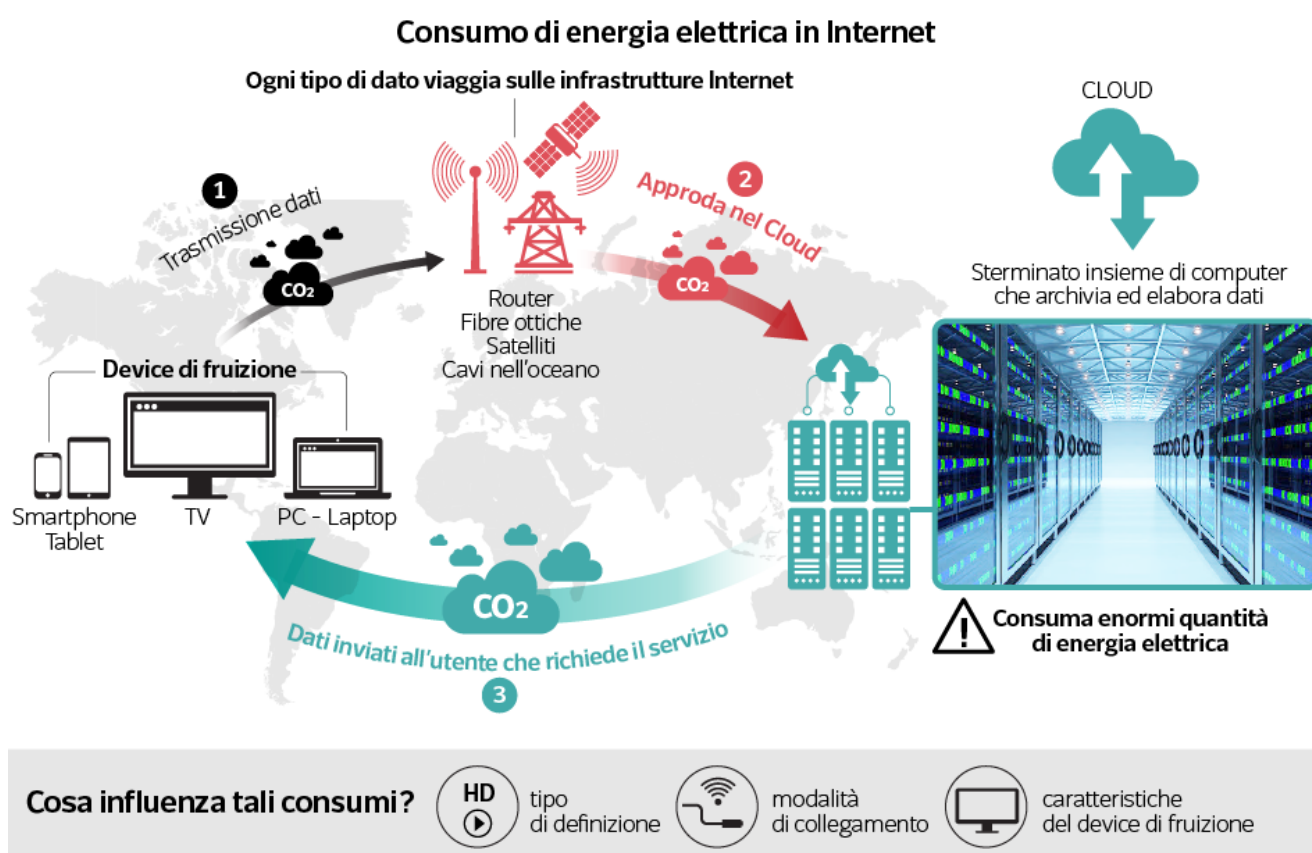 Consumo di energia elettrica in Internet
Ogni tipo di dato viaggia sulle infrastrutture Internet
1
Trasmissione dati
CO₂
Router
Fibre ottiche
Satelliti
Cavi nell'oceano
2
Approda nel Cloud
CO₂
CLOUD
Sterminato insieme di computer
che archivia ed elabora dati
Device di fruizione
Smartphone
Tablet
TV
PC - Laptop
CO₂
Dati inviati all'utente che richiede il servizio
3
Consuma enormi quantità
di energia elettrica
!
Cosa influenza tali consumi?
HD
tipo
di definizione
modalità
di collegamento
caratteristiche
del device di fruizione